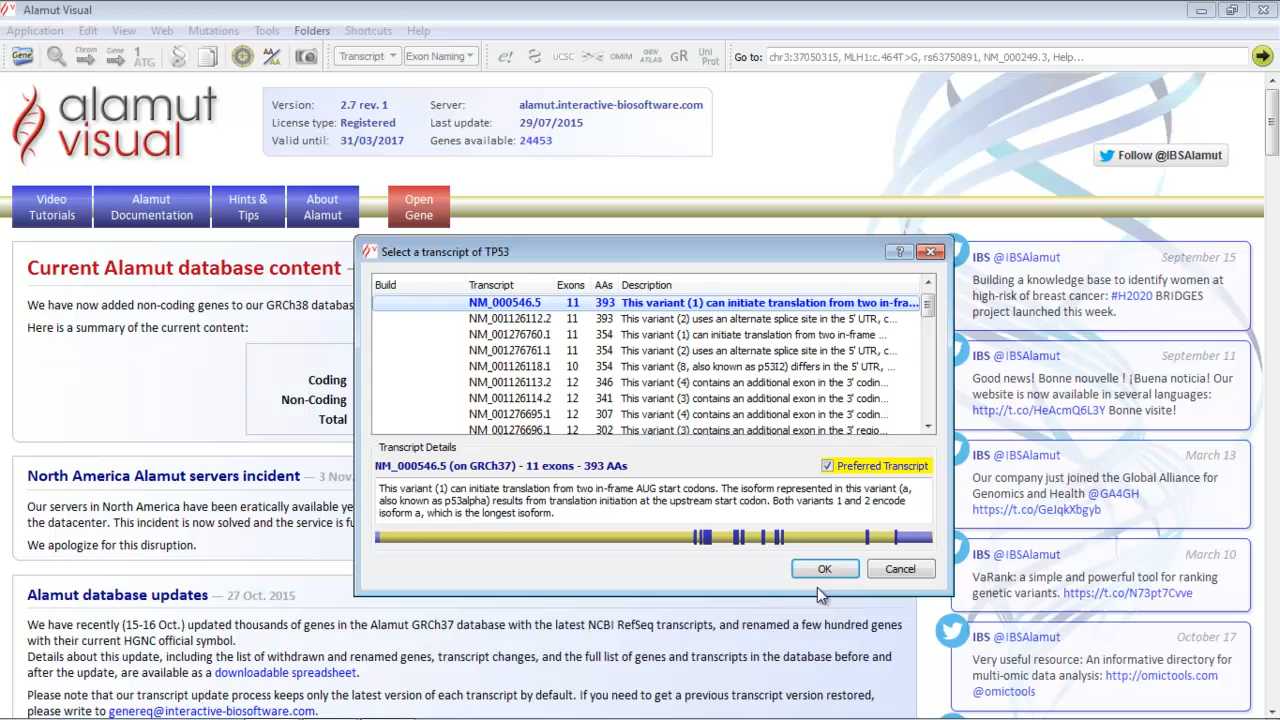 Alamut Visual
Application Edit View Web Mutations Tools Folders Shortcuts Help
Gene Chrom Gene 1 ATG Transcript Exon Naming e! UCSC OMIM GEN ATLAS GR Uni Prot Go to: chr3:37050315, MLH1:c.464T>G, rs63750891, NM_000249.3, Help...
alamut
visual
Version: 2.7 rev. 1 Server: alamut.interactive-biosoftware.com
License type: Registered Last update: 29/07/2015
Valid until: 31/03/2017 Genes available: 24453
Follow @IBSAlamut
Video Tutorials
Alamut Documentation
Hints & Tips
About Alamut
Open Gene
Current Alamut database content –
We have now added non-coding genes to our GRCh38 databas
Here is a summary of the current content:
Coding
Non-Coding
Total
North America Alamut servers incident - 3 Nov.
Our servers in North America have been eratically available ye
the datacenter. This incident is now solved and the service is fu
We apologize for this disruption.
Alamut database updates - 27 Oct. 2015
We have recently (15-16 Oct.) updated thousands of genes in the Alamut GRCh37 database with the latest NCBI RefSeq transcripts, and renamed a few hundred genes
with their current HGNC official symbol.
Details about this update, including the list of withdrawn and renamed genes, transcript changes, and the full list of genes and transcripts in the database before and
after the update, are available as a downloadable spreadsheet.
Please note that our transcript update process keeps only the latest version of each transcript by default. If you need to get a previous transcript version restored,
please write to genereq@interactive-biosoftware.com.
Select a transcript of TP53
Build Transcript Exons AAs Description
NM_000546.5 11 393 This variant (1) can initiate translation from two in-fra...
NM_001126112.2 11 393 This variant (2) uses an alternate splice site in the 5' UTR, c...
NM_001276760.1 11 354 This variant (1) can initiate translation from two in-frame ...
NM_001276761.1 11 354 This variant (2) uses an alternate splice site in the 5' UTR, c...
NM_001126118.1 10 354 This variant (8, also known as p53I2) differs in the 5' UTR, ...
NM_001126113.2 12 346 This variant (4) contains an additional exon in the 3' codin...
NM_001126114.2 12 341 This variant (3) contains an additional exon in the 3' codin...
NM_001276695.1 12 307 This variant (4) contains an additional exon in the 3' codin...
NM_001276696.1 12 302 This variant (3) contains an additional exon in the 3' regio...
Transcript Details
NM_000546.5 (on GRCh37) - 11 exons - 393 AAs Preferred Transcript
This variant (1) can initiate translation from two in-frame AUG start codons. The isoform represented in this variant (a,
also known as p53alpha) results from translation initiation at the upstream start codon. Both variants 1 and 2 encode
isoform a, which is the longest isoform.
OK Cancel
IBS @IBSAlamut September 15
Building a knowledge base to identify women at
high-risk of breast cancer: #H2020 BRIDGES
project launched this week.
IBS @IBSAlamut September 11
Good news! Bonne nouvelle ! ¡Buena noticia! Our
website is now available in several languages:
http://t.co/HeAcmQ6L3Y Bonne visite!
IBS @IBSAlamut March 13
Our company just joined the Global Alliance for
Genomics and Health @GA4GH
https://t.co/GeJqkXbgyb
IBS @IBSAlamut March 10
VaRank: a simple and powerful tool for ranking
genetic variants. https://t.co/N73pt7Cvve
IBS @IBSAlamut October 17
Very useful resource: An informative directory for
multi-omic data analysis: http://omictools.com
@omictools